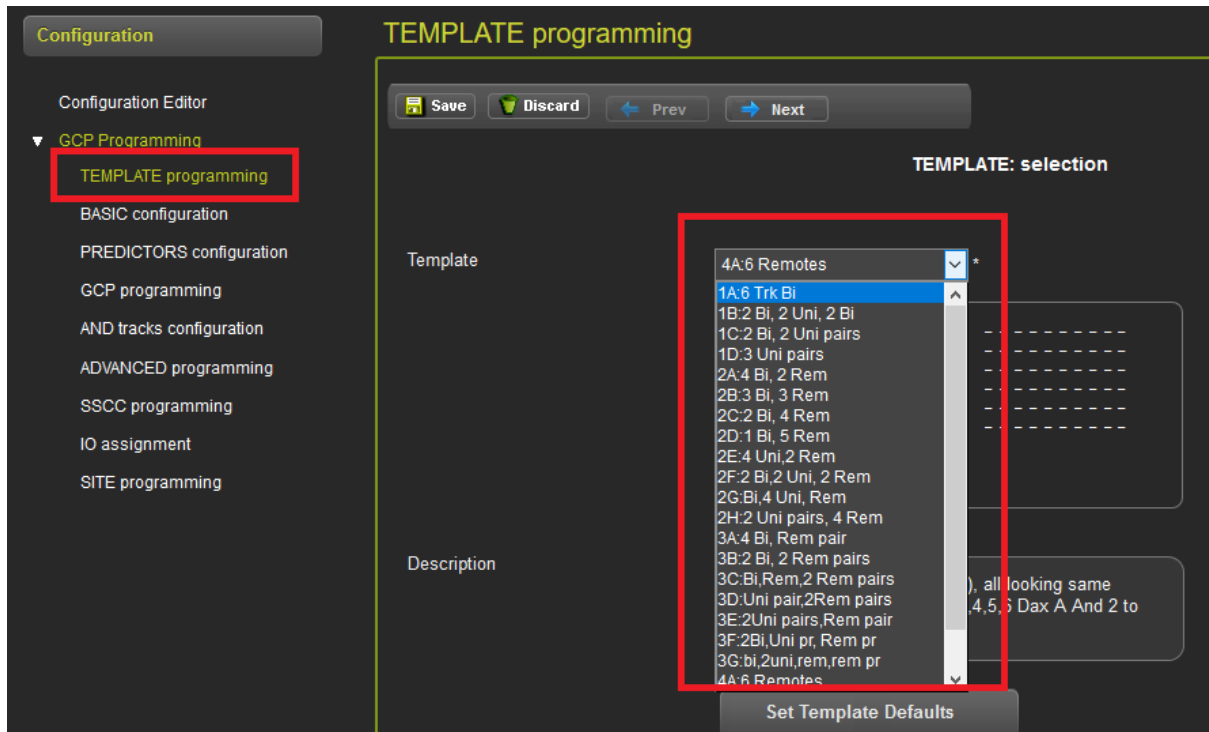 Configuration
TEMPLATE programming
Configuration Editor
GCP Programming
TEMPLATE programming
BASIC configuration
PREDICTORS configuration
GCP programming
AND tracks configuration
ADVANCED programming
SSCC programming
IO assignment
SITE programming
Save Discard Prev Next
TEMPLATE: selection
Template
4A:6 Remotes *
1A:6 Trk Bi
1B:2 Bi, 2 Uni, 2 Bi
1C:2 Bi, 2 Uni pairs
1D:3 Uni pairs
2A:4 Bi, 2 Rem
2B:3 Bi, 3 Rem
2C:2 Bi, 4 Rem
2D:1 Bi, 5 Rem
2E:4 Uni,2 Rem
2F:2 Bi,2 Uni, 2 Rem
2G:Bi,4 Uni, Rem
2H:2 Uni pairs, 4 Rem
3A:4 Bi, Rem pair
3B:2 Bi, 2 Rem pairs
3C:Bi,Rem,2 Rem pairs
3D:Uni pair,2Rem pairs
3E:2Uni pairs,Rem pair
3F:2Bi,Uni pr, Rem pr
3G:bi,2uni,rem,rem pr
4A:6 Remotes
- - - - - - - - - -
- - - - - - - - - -
- - - - - - - - - -
- - - - - - - - - -
- - - - - - - - - -
- - - - - - - - - -
Description
), all looking same
,4,5,6 Dax A And 2 to
Set Template Defaults